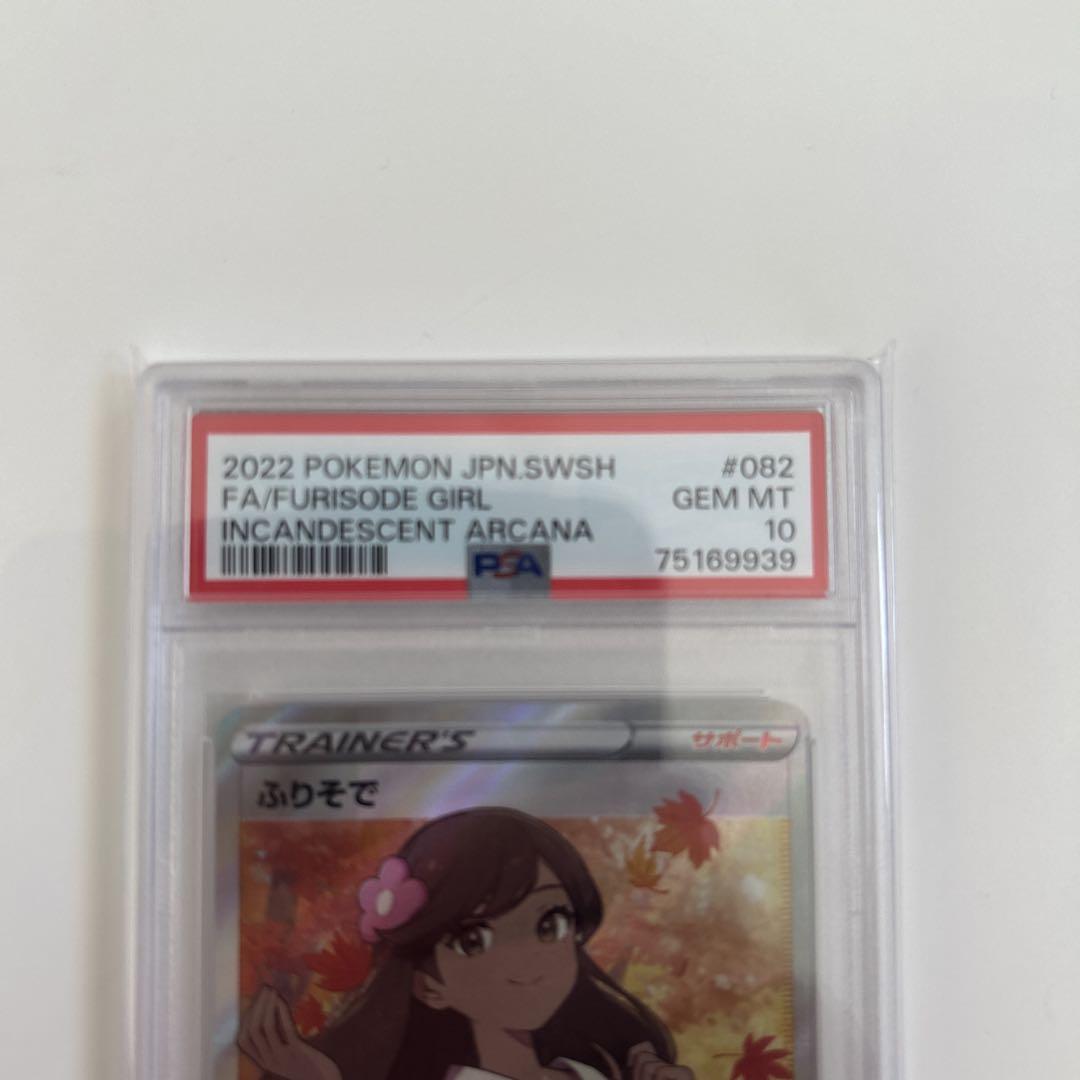 2022 POKEMON JPN.SWSH #082
FA/FURISODE GIRL GEM MT
INCANDESCENT ARCANA 10
75169939
PSA
TRAINER'S サポート
ふりそで